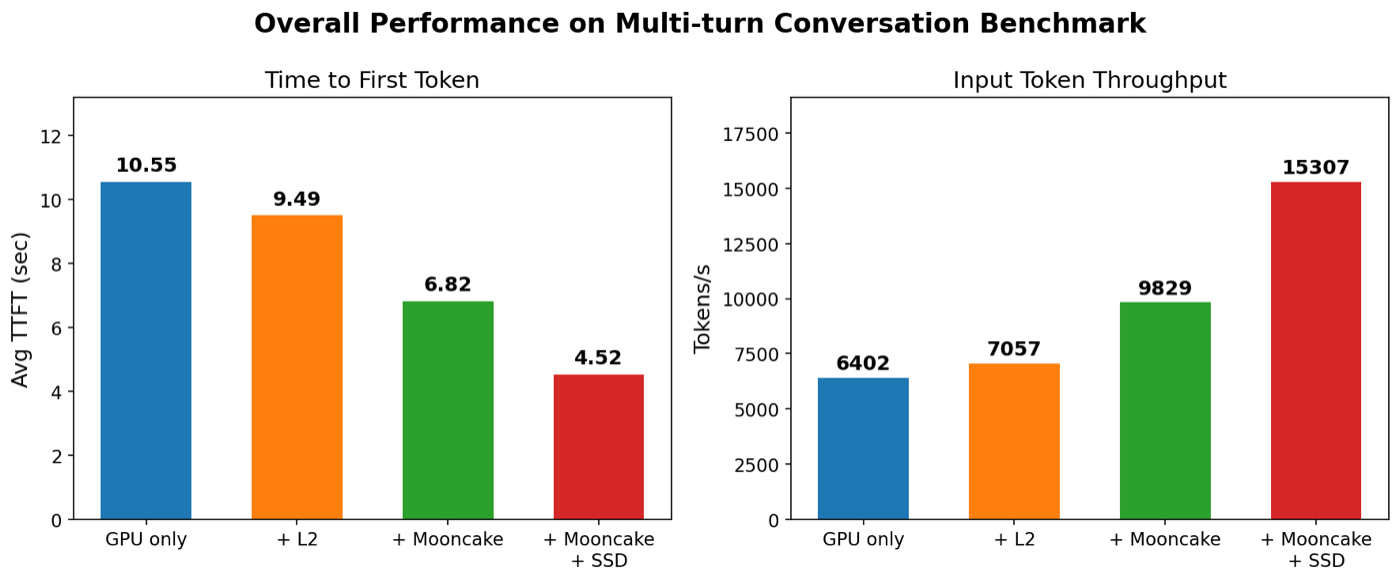 Overall Performance on Multi-turn Conversation Benchmark
Time to First Token
Avg TTFT (sec)
12
10
8
6
4
2
0
10.55
9.49
6.82
4.52
GPU only
+ L2
+ Mooncake
+ Mooncake
+ SSD
Input Token Throughput
Tokens/s
17500
15000
12500
10000
7500
5000
2500
0
6402
7057
9829
15307
GPU only
+ L2
+ Mooncake
+ Mooncake
+ SSD